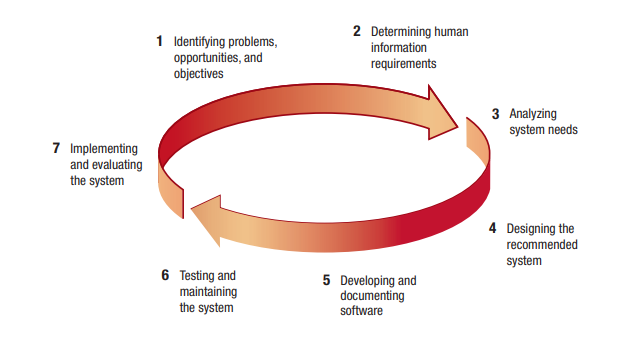 1 Identifying problems,
opportunities, and
objectives
2 Determining human
information
requirements
3 Analyzing
system needs
4 Designing the
recommended
system
5 Developing and
documenting
software
6 Testing and
maintaining
the system
7 Implementing
and evaluating
the system